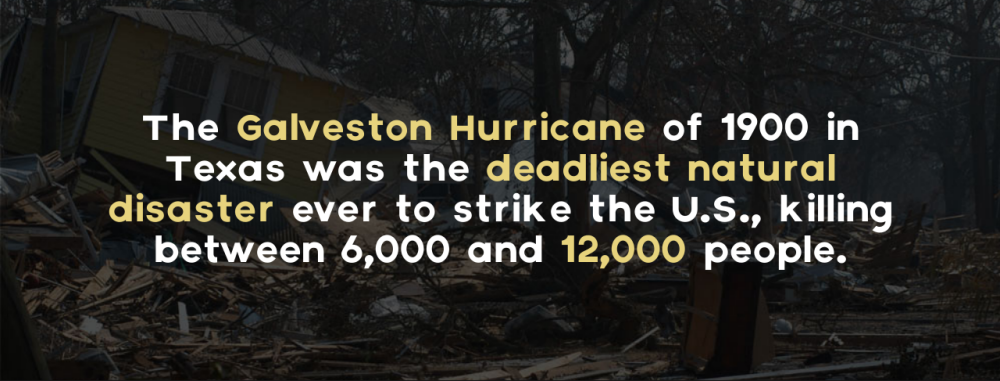 The Galveston Hurricane of 1900 in
Texas was the deadliest natural
disaster ever to strike the U.S., killing
between 6,000 and 12,000 people.